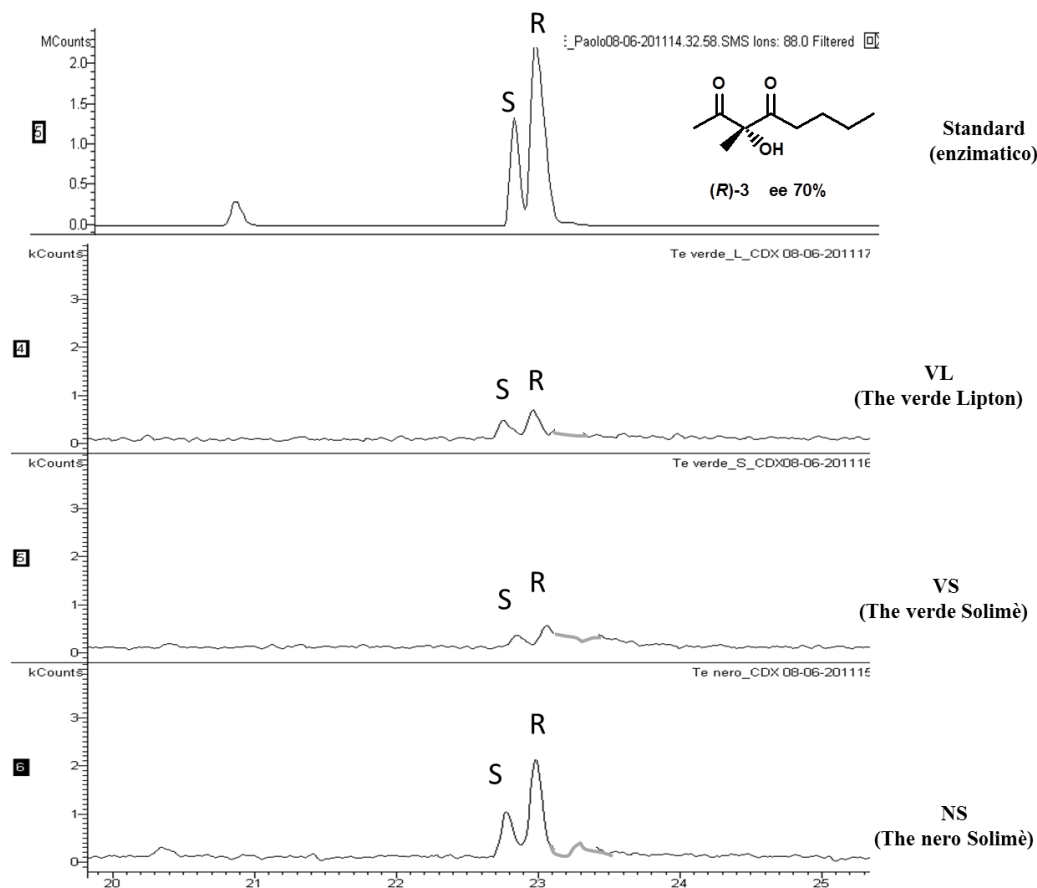 R
MCounts :_Paolo08-06-201114.32.58.SMS Ions: 88.0 Filtered
2.0
S
1.5
O O
5
Standard
(enzimatico)
1.0
OH
0.5
(R)-3 ee 70%
0.0
kCounts Te verde_L_CDX 08-06-201117
3
4
2
VL
(The verde Lipton)
S R
1
0
kCounts Te verde_S_CDX08-06-201116
3
5
2
VS
(The verde Solimè)
S R
1
0
kCounts Te nero_CDX 08-06-201115
3
R
6
2
S
1
NS
(The nero Solimè)
0
20 21 22 23 24 25